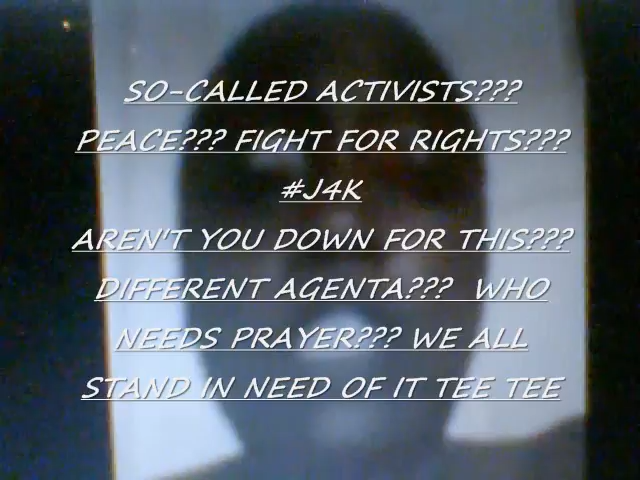 SO-CALLED ACTIVISTS???
PEACE??? FIGHT FOR RIGHTS???
#J4K
AREN'T YOU DOWN FOR THIS???
DIFFERENT AGENTA???  WHO
NEEDS PRAYER??? WE ALL
STAND IN NEED OF IT TEE TEE